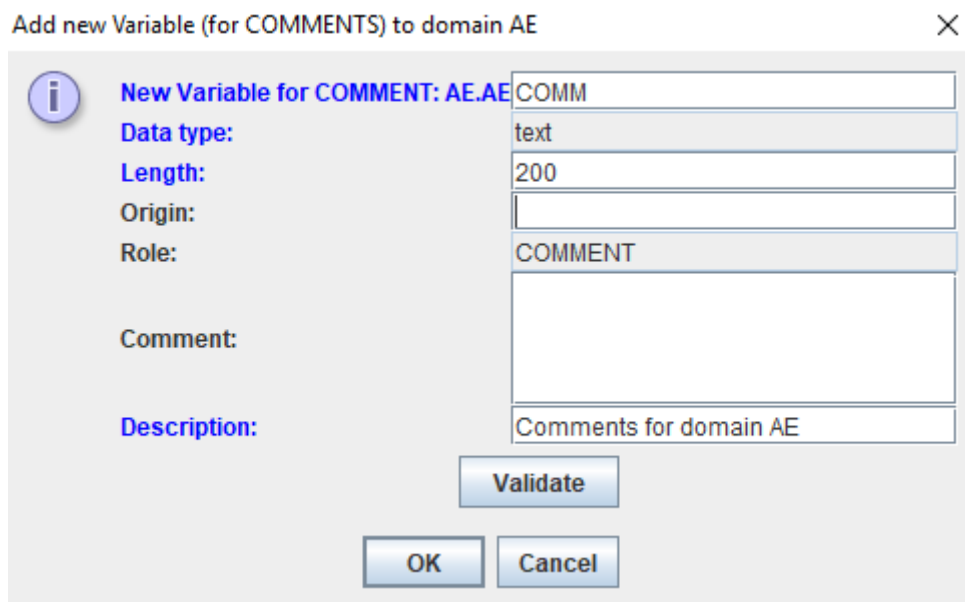 Add new Variable (for COMMENTS) to domain AE
New Variable for COMMENT: AE.AE COMM
Data type: text
Length: 200
Origin:
Role: COMMENT
Comment:
Description: Comments for domain AE
Validate
OK Cancel